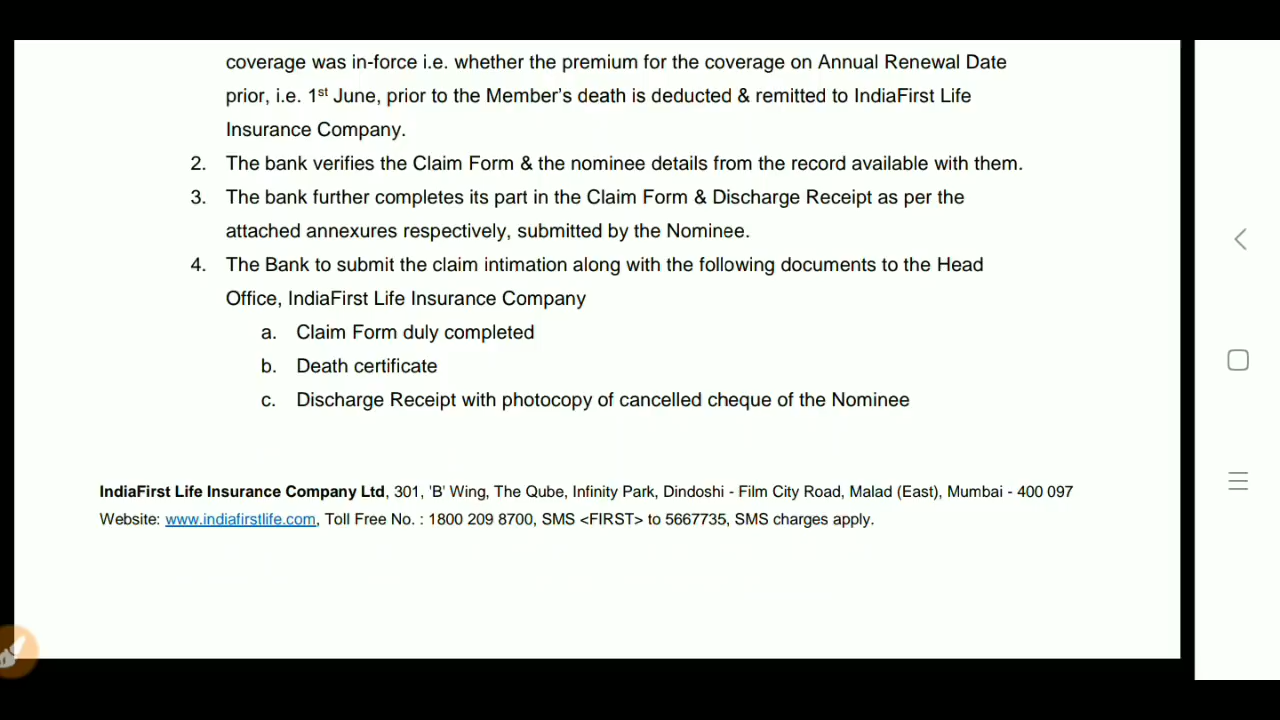 coverage was in-force i.e. whether the premium for the coverage on Annual Renewal Date
prior, i.e. 1st June, prior to the Member's death is deducted & remitted to IndiaFirst Life
Insurance Company.
2. The bank verifies the Claim Form & the nominee details from the record available with them.
3. The bank further completes its part in the Claim Form & Discharge Receipt as per the
attached annexures respectively, submitted by the Nominee.
4. The Bank to submit the claim intimation along with the following documents to the Head
Office, IndiaFirst Life Insurance Company
a. Claim Form duly completed
b. Death certificate
c. Discharge Receipt with photocopy of cancelled cheque of the Nominee
IndiaFirst Life Insurance Company Ltd, 301, 'B' Wing, The Qube, Infinity Park, Dindoshi - Film City Road, Malad (East), Mumbai - 400 097
Website: www.indiafirstlife.com, Toll Free No. : 1800 209 8700, SMS <FIRST> to 5667735, SMS charges apply.